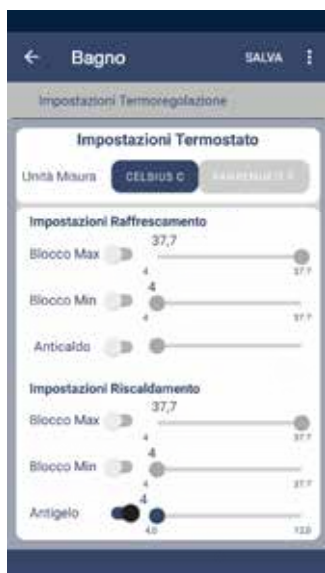 Bagno SALVA
Impostazioni Termoregolazione
Impostazioni Termostato
Unità Misura CELSIUS C FAHRENHEIT F
Impostazioni Raffrescamento
37,7
Blocco Max
4 37,7
4
Blocco Min
4 37,7
Anticaldo
Impostazioni Riscaldamento
37,7
Blocco Max
4 37,7
4
Blocco Min
4 37,7
4
Antigelo
4,0 12,0